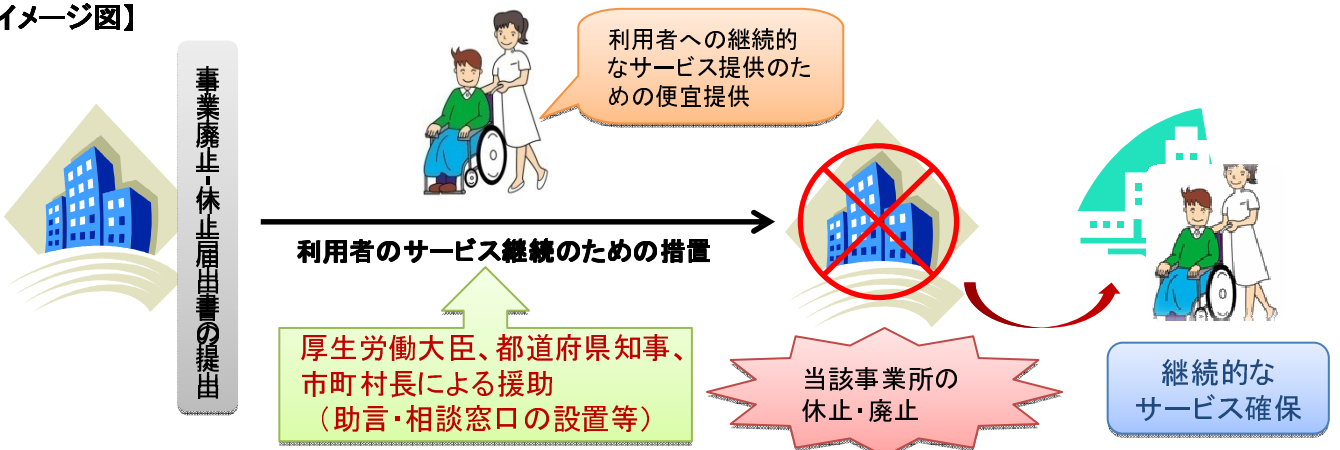 イメージ図】
事業廃止・休止届出書の提出
利用者への継続的
なサービス提供のた
めの便宜提供
利用者のサービス継続のための措置
厚生労働大臣、都道府県知事、
市町村長による援助
（助言・相談窓口の設置等）
当該事業所の
休止・廃止
継続的な
サービス確保